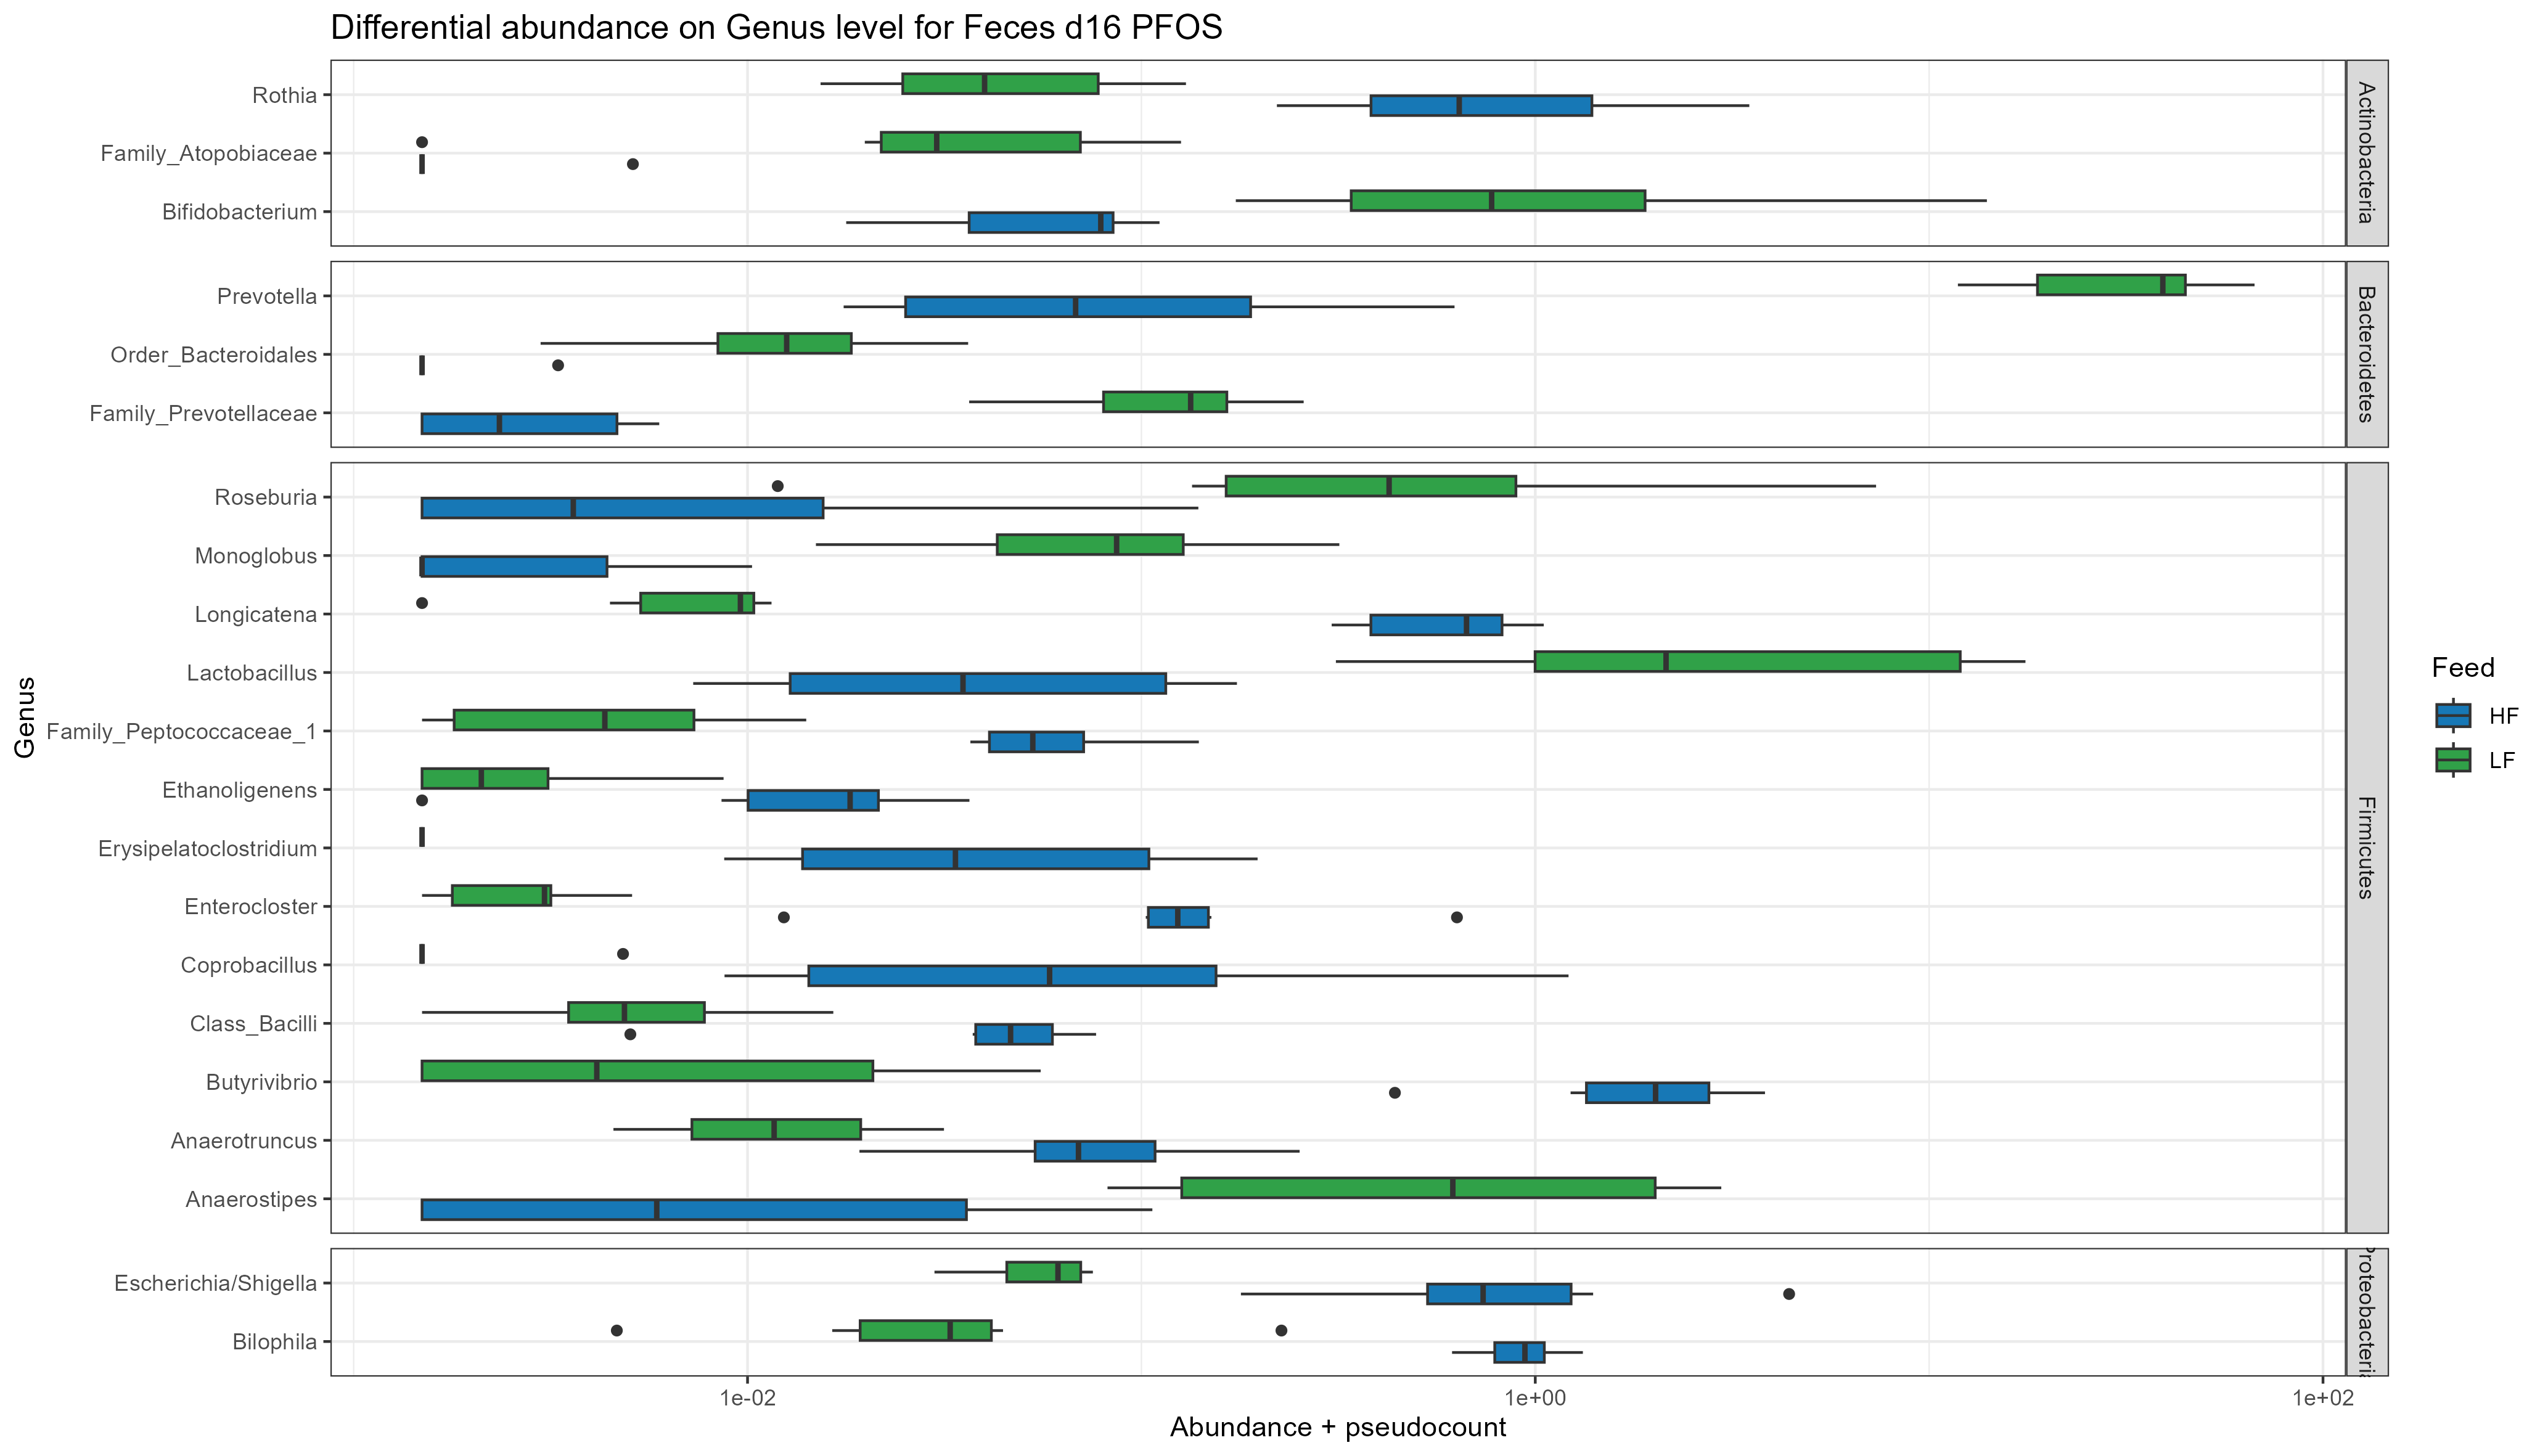 Differential abundance on Genus level for Feces d16 PFOS
Genus
Rothia
Family_Atopobiaceae
Bifidobacterium
Actinobacteria
Prevotella
Order_Bacteroidales
Family_Prevotellaceae
Bacteroidetes
Roseburia
Monoglobus
Longicatena
Lactobacillus
Family_Peptococcaceae_1
Ethanoligenens
Erysipelatoclostridium
Enterocloster
Coprobacillus
Class_Bacilli
Butyrivibrio
Anaerotruncus
Anaerostipes
Firmicutes
Escherichia/Shigella
Bilophila
Proteobacteria
1e-02
1e+00
1e+02
Abundance + pseudocount
Feed
HF
LF